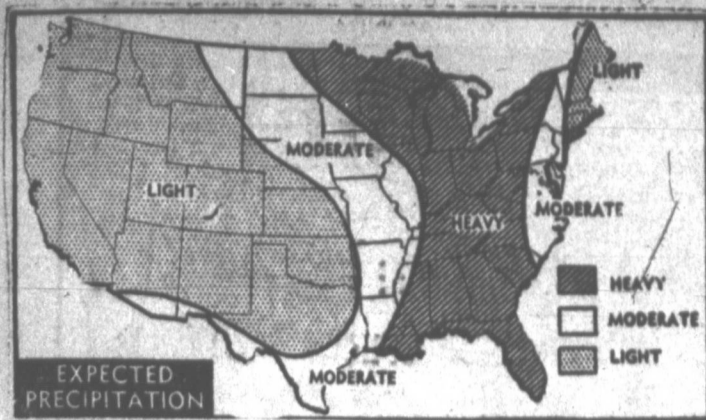 LIGHT
MODERATE
LIGHT
MODERATE
HEAVY
HEAVY
MODERATE
LIGHT
MODERATE
EXPECTED
PRECIPITATION